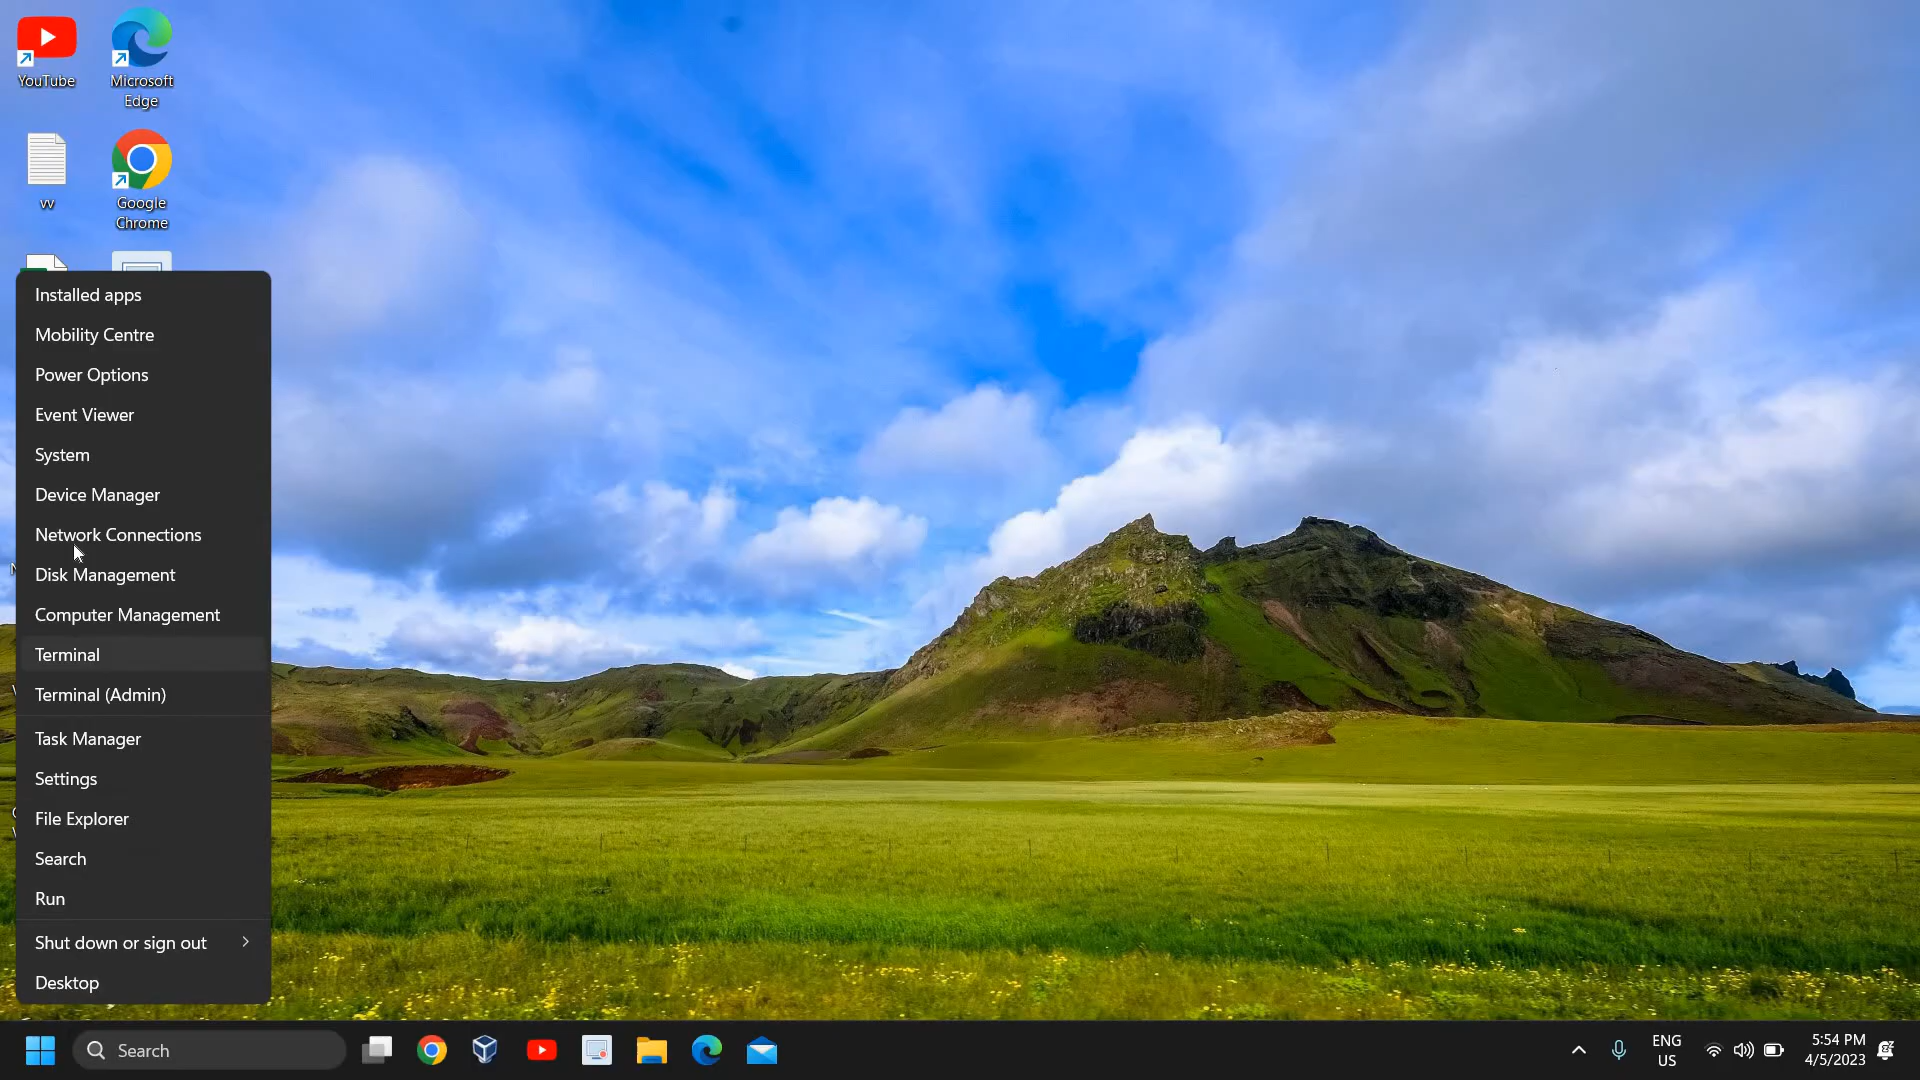 YouTube
Microsoft
Edge
vv
Google
Chrome
Installed apps
Mobility Centre
Power Options
Event Viewer
System
Device Manager
Network Connections
Disk Management
Computer Management
Terminal
Terminal (Admin)
Task Manager
Settings
File Explorer
Search
Run
Shut down or sign out
Desktop
Search
ENG
US
5:54 PM
4/5/2023